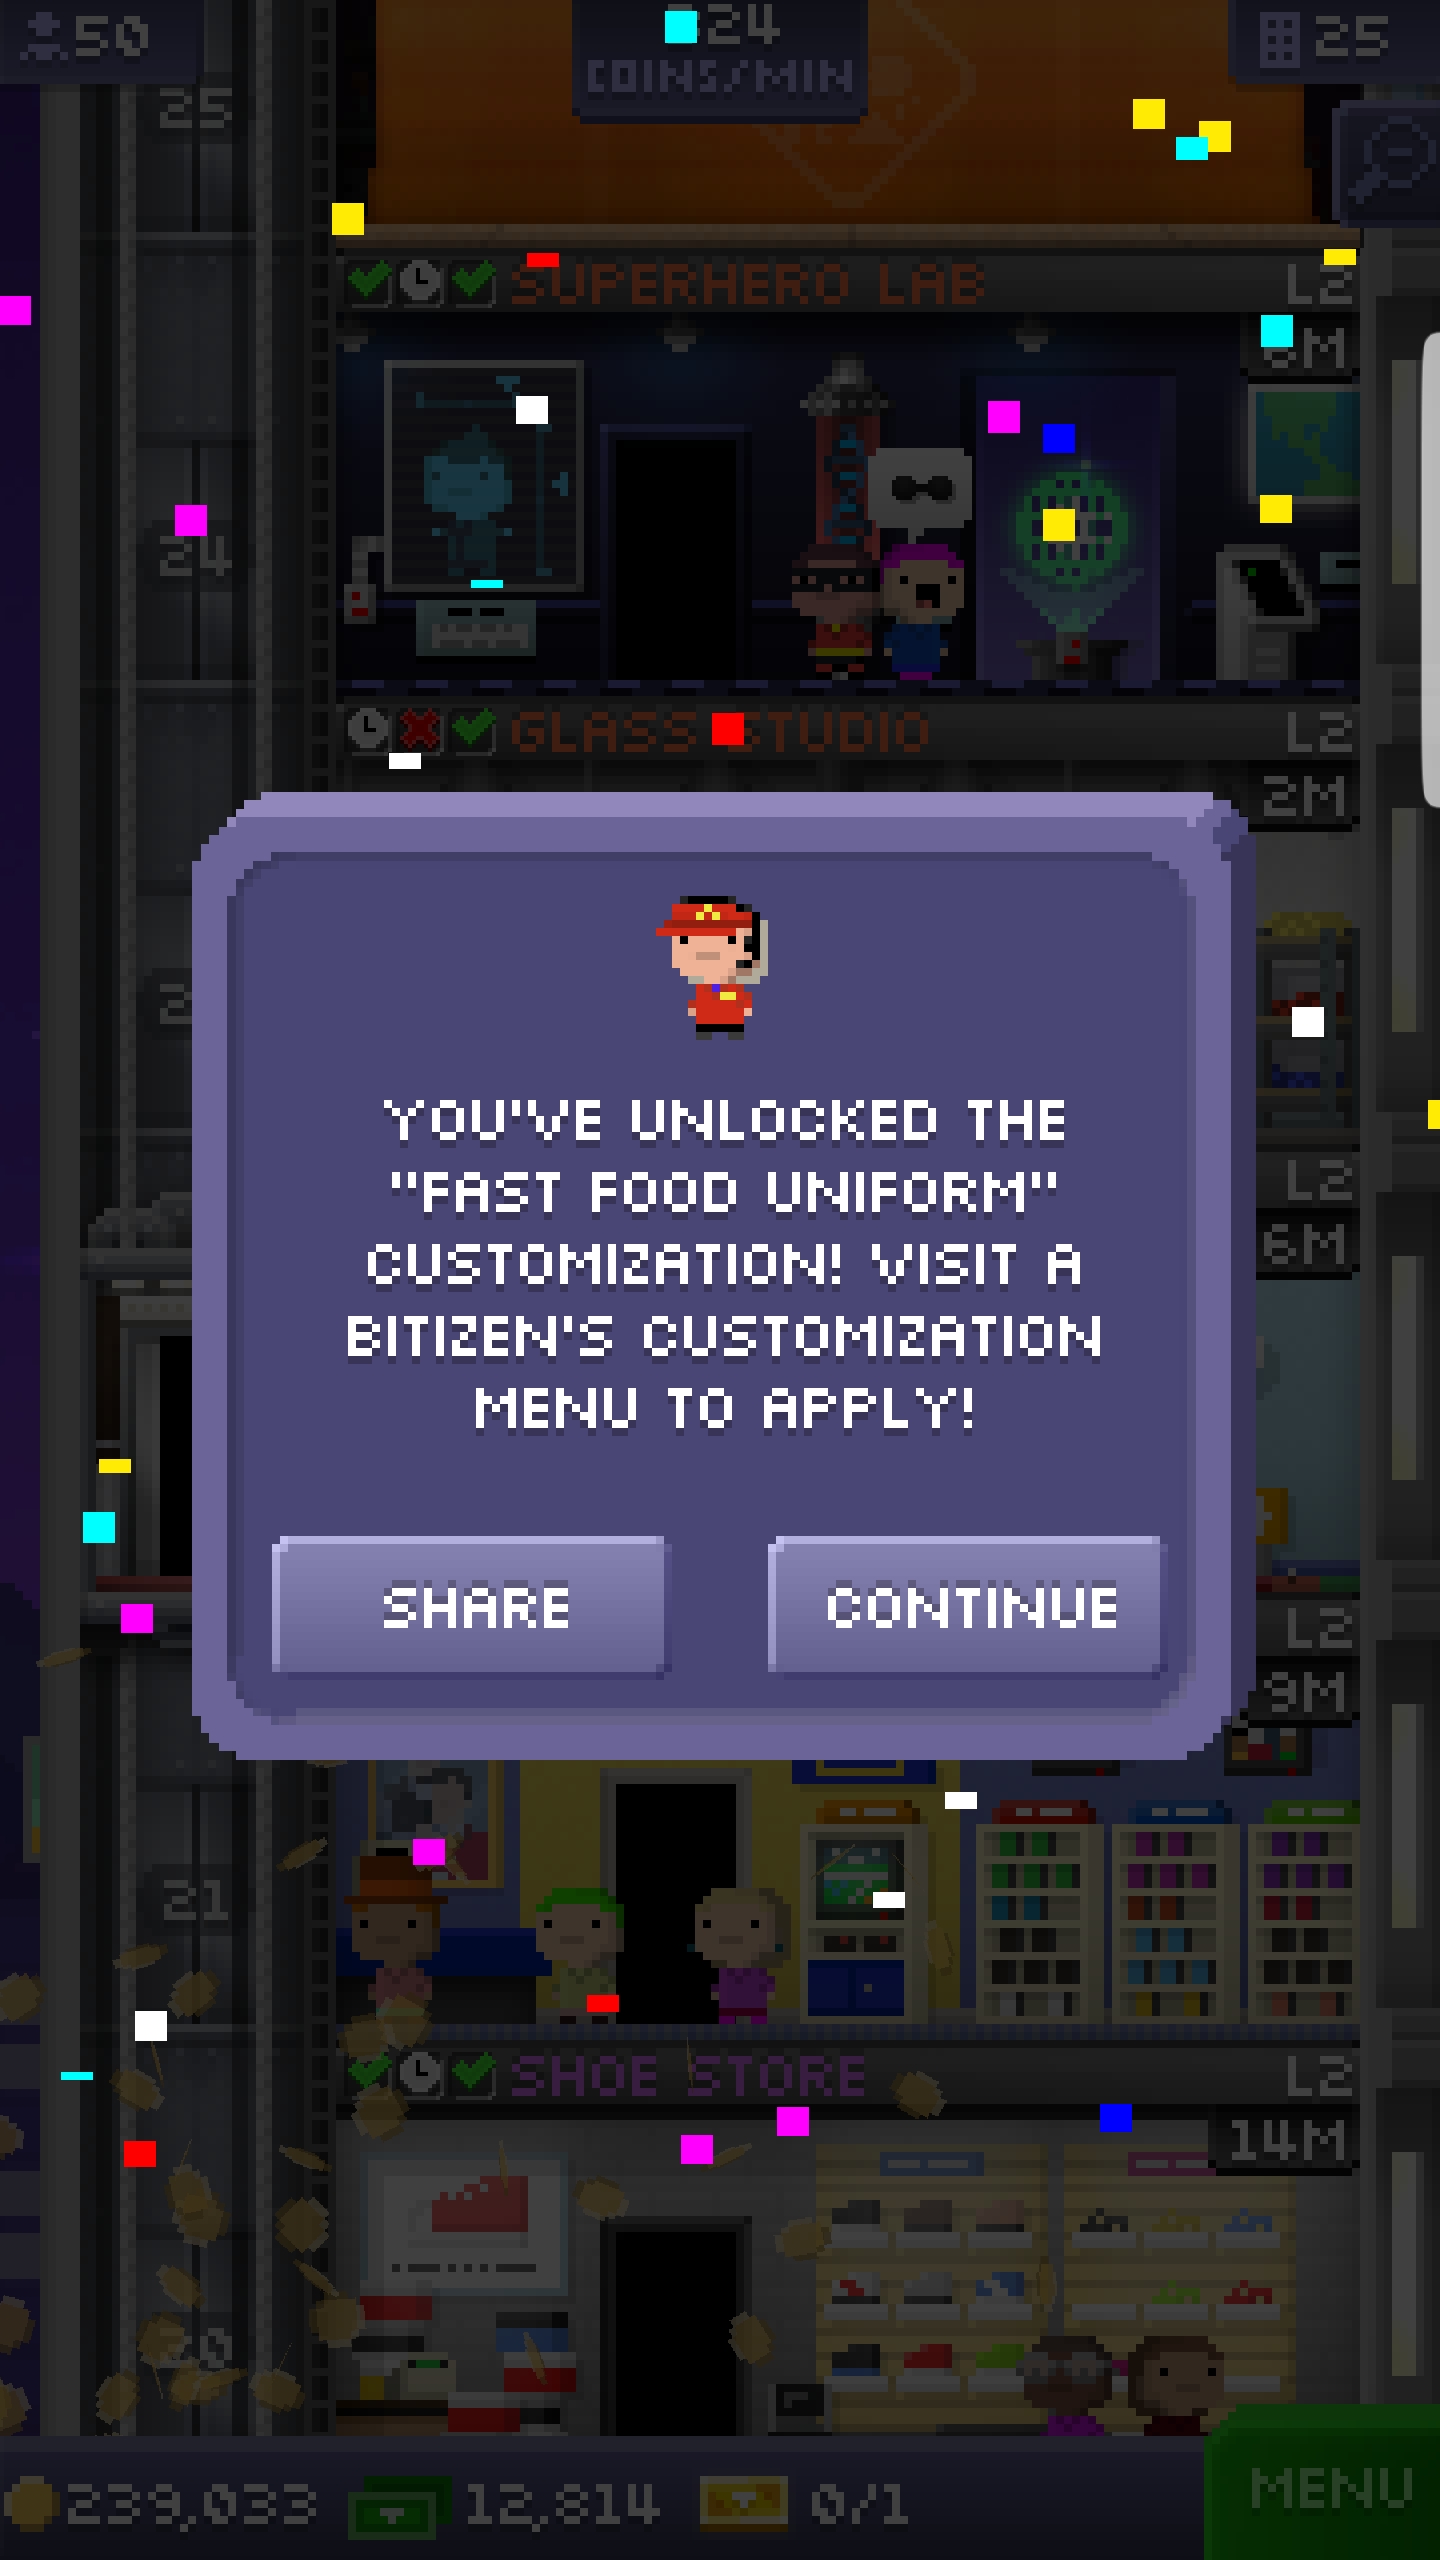 50
24
COINS/MIN
25
25
SUPERHERO LAB
L2
24
GLASS STUDIO
L2
2M
YOU'VE UNLOCKED THE
"FAST FOOD UNIFORM"
CUSTOMIZATION! VISIT A
BITIZEN'S CUSTOMIZATION
MENU TO APPLY!
L2
6M
SHARE
CONTINUE
L2
9M
21
SHOE STORE
L2
14M
20
239,033
12,814
0/1
MENU